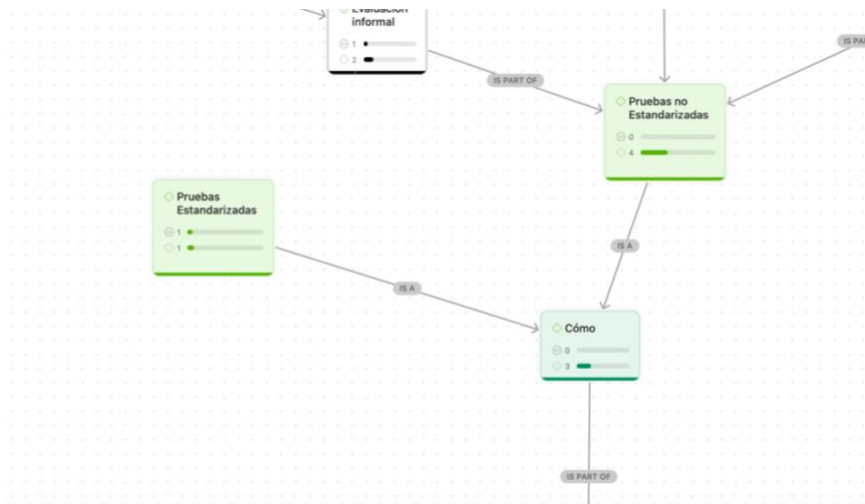 Evaluación
informal
1
2
IS PART OF
IS PA
Pruebas no
Estandarizadas
0
4
Pruebas
Estandarizadas
1
1
IS A
IS A
Cómo
0
3
IS PART OF